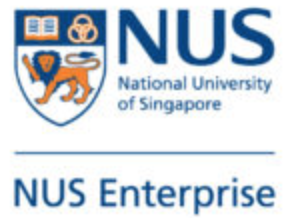 NUS
National University
of Singapore
NUS Enterprise